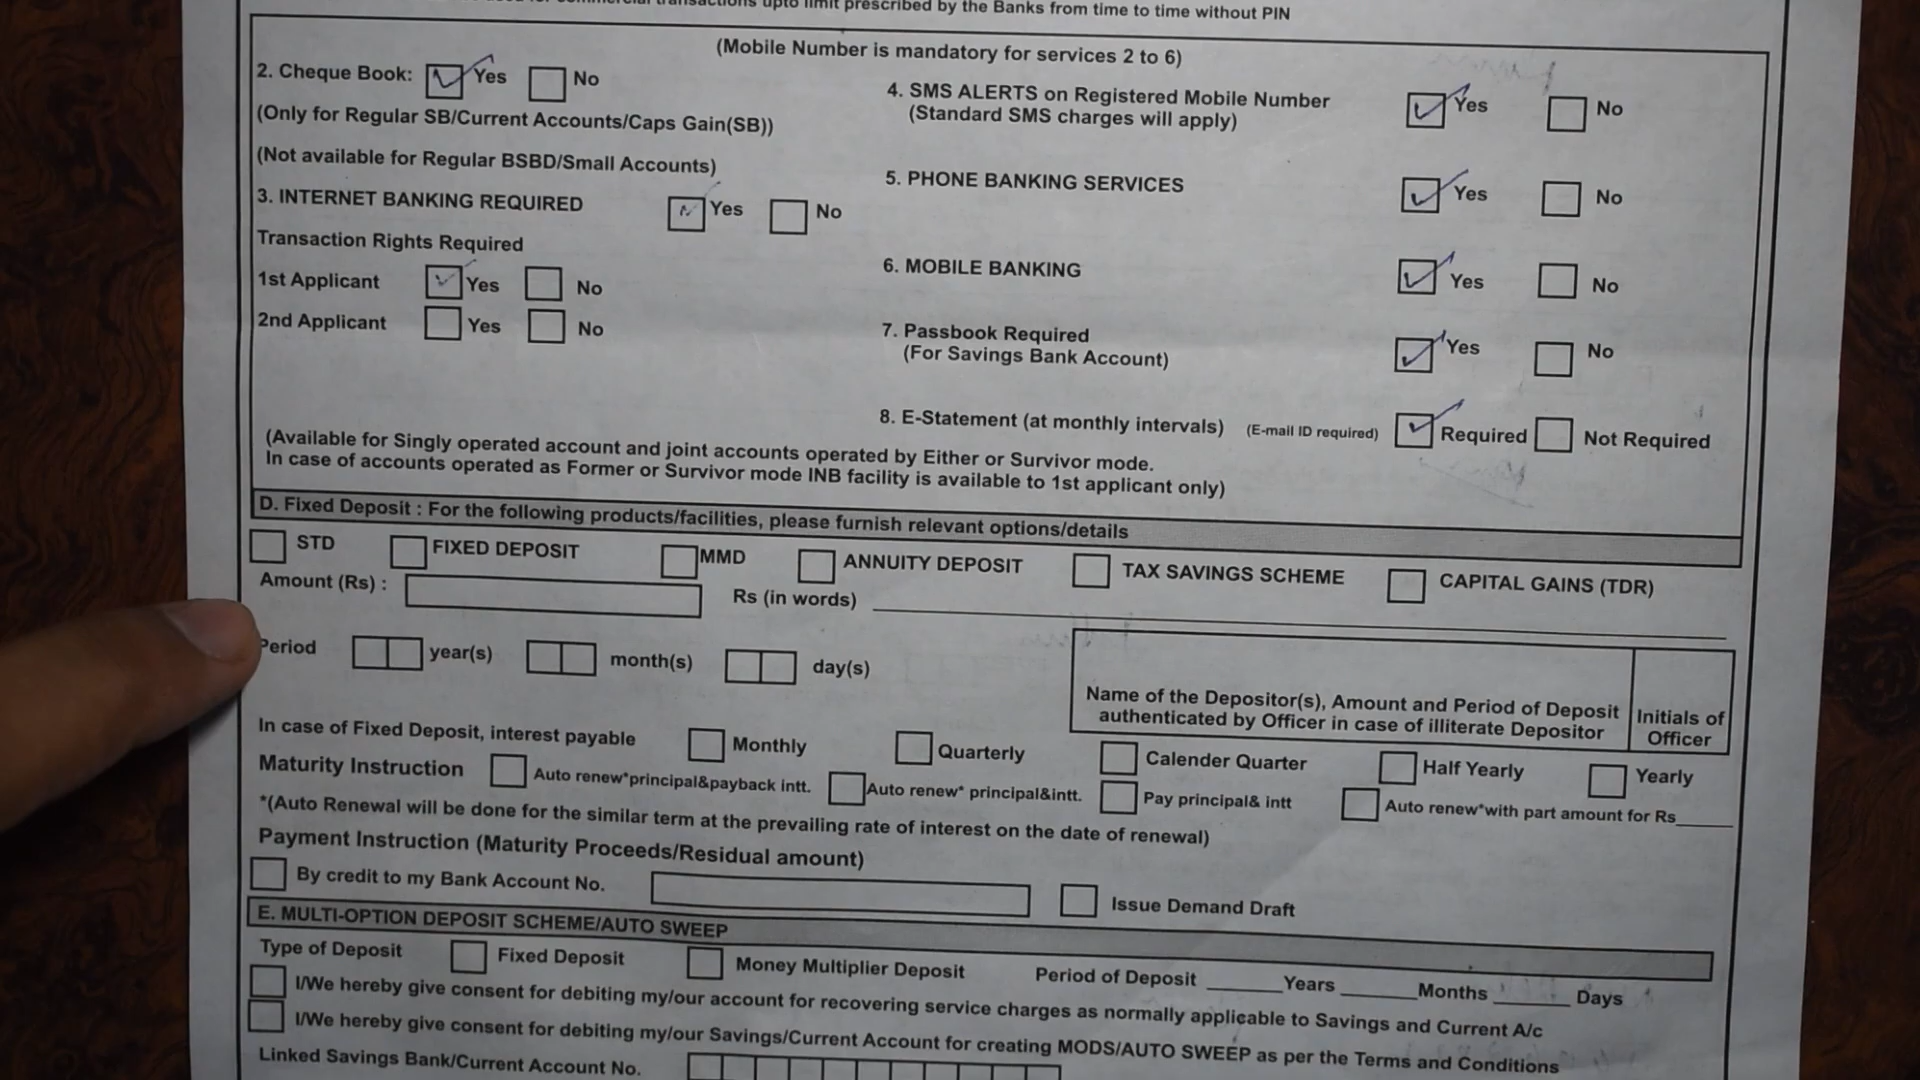 transactions upto limit prescribed by the Banks from time to time without PIN
(Mobile Number is mandatory for services 2 to 6)
2. Cheque Book: Yes No
(Only for Regular SB/Current Accounts/Caps Gain(SB))
(Not available for Regular BSBD/Small Accounts)
3. INTERNET BANKING REQUIRED Yes No
Transaction Rights Required
1st Applicant Yes No
2nd Applicant Yes No
4. SMS ALERTS on Registered Mobile Number Yes No
(Standard SMS charges will apply)
5. PHONE BANKING SERVICES Yes No
6. MOBILE BANKING Yes No
7. Passbook Required Yes No
(For Savings Bank Account)
8. E-Statement (at monthly intervals) (E-mail ID required) Required Not Required
(Available for Singly operated account and joint accounts operated by Either or Survivor mode.
In case of accounts operated as Former or Survivor mode INB facility is available to 1st applicant only)
D. Fixed Deposit : For the following products/facilities, please furnish relevant options/details
STD FIXED DEPOSIT MMD ANNUITY DEPOSIT TAX SAVINGS SCHEME CAPITAL GAINS (TDR)
Amount (Rs) : Rs (in words)
Period year(s) month(s) day(s)
Name of the Depositor(s), Amount and Period of Deposit
authenticated by Officer in case of illiterate Depositor
Initials of
Officer
In case of Fixed Deposit, interest payable Monthly Quarterly Calender Quarter Half Yearly Yearly
Maturity Instruction Auto renew*principal&payback intt. Auto renew* principal&intt. Pay principal& intt Auto renew*with part amount for Rs
*(Auto Renewal will be done for the similar term at the prevailing rate of interest on the date of renewal)
Payment Instruction (Maturity Proceeds/Residual amount)
By credit to my Bank Account No. Issue Demand Draft
E. MULTI-OPTION DEPOSIT SCHEME/AUTO SWEEP
Type of Deposit Fixed Deposit Money Multiplier Deposit Period of Deposit Years Months Days
I/We hereby give consent for debiting my/our account for recovering service charges as normally applicable to Savings and Current A/c
I/We hereby give consent for debiting my/our Savings/Current Account for creating MODS/AUTO SWEEP as per the Terms and Conditions
Linked Savings Bank/Current Account No.